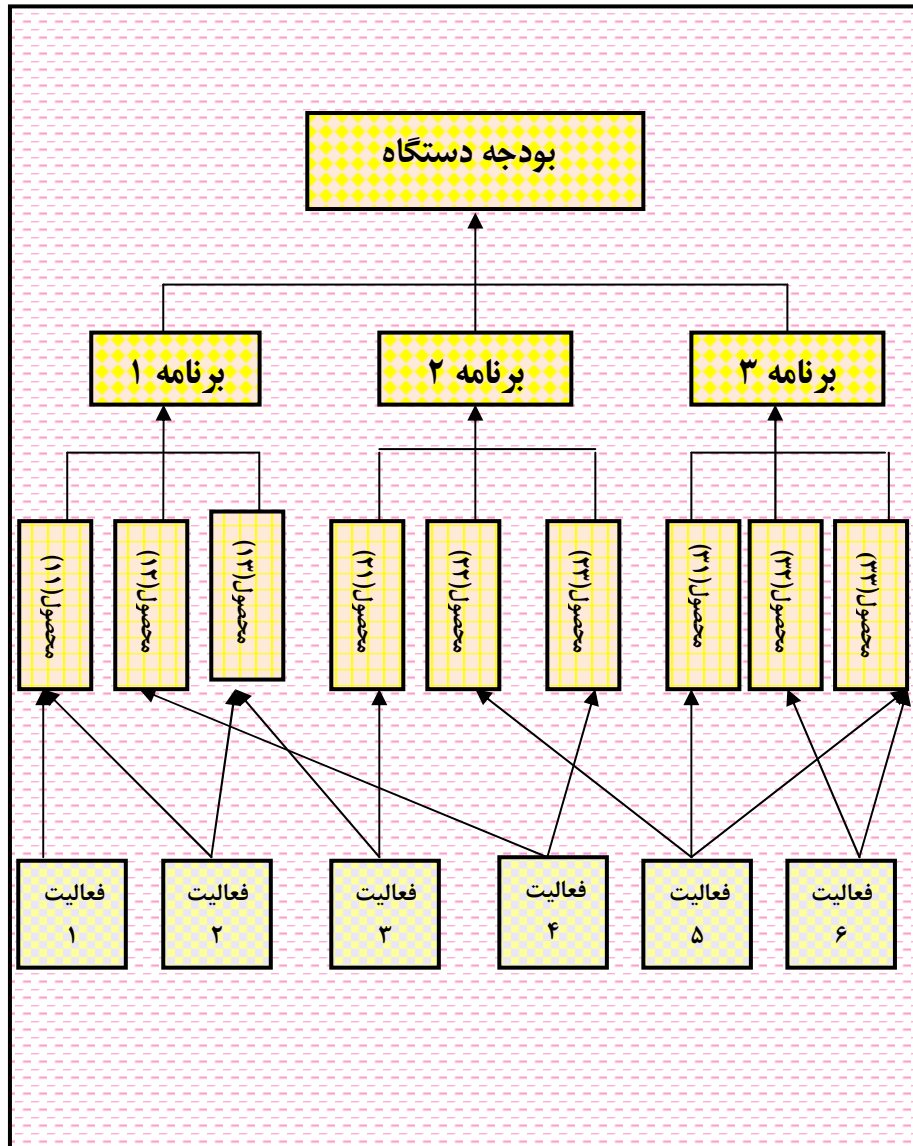 بودجه دستگاه
برنامه ۱
برنامه ۲
برنامه ۳
محصول(۱۱)
محصول(۱۲)
محصول(۱۳)
محصول(۲۱)
محصول(۲۲)
محصول(۲۳)
محصول(۳۱)
محصول(۳۲)
محصول(۳۳)
فعالیت
۱
فعالیت
۲
فعالیت
۳
فعالیت
۴
فعالیت
۵
فعالیت
۶